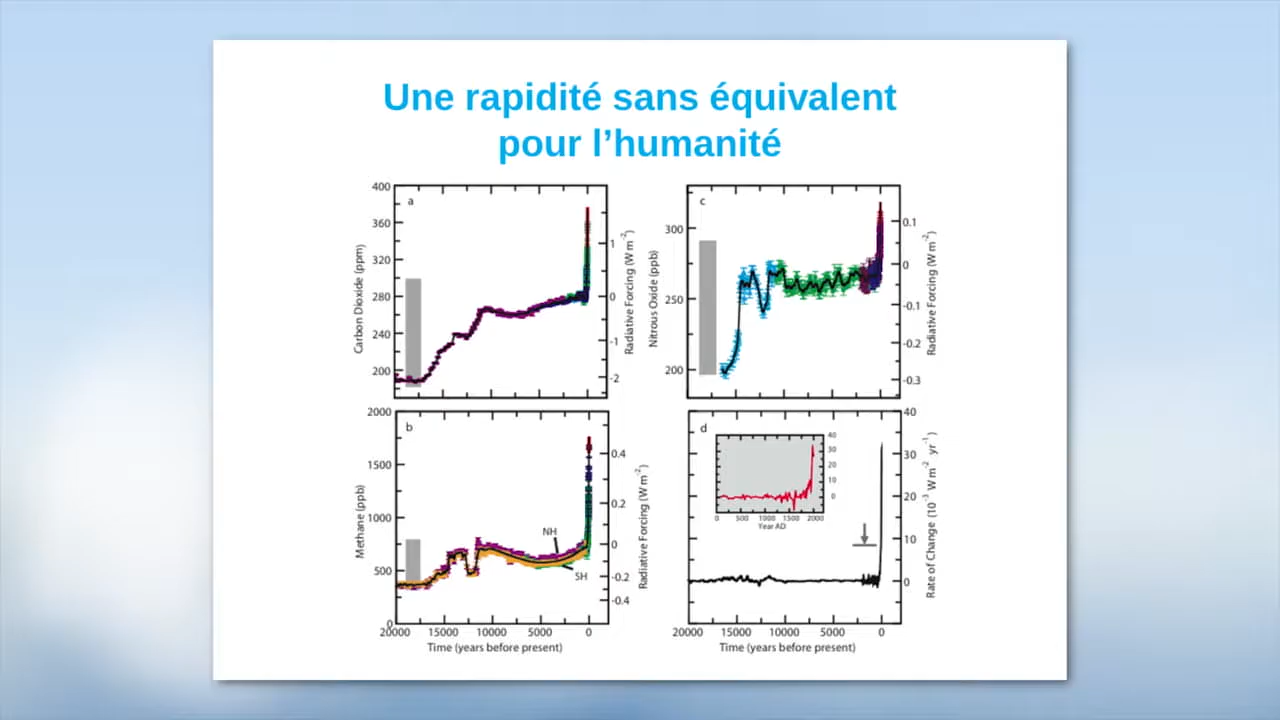 Une rapidité sans équivalent
pour l’humanité
a
400
360
320
280
240
200
Carbon Dioxide (ppm)
1
0
-1
-2
Radiative Forcing (W m-2)
c
300
250
200
Nitrous Oxide (ppb)
0.1
0
-0.1
-0.2
-0.3
Radiative Forcing (W m-2)
b
2000
1500
1000
500
0
Methane (ppb)
NH
SH
0.4
0.2
0
-0.2
-0.4
Radiative Forcing (W m-2)
20000 15000 10000 5000 0
Time (years before present)
d
40
30
20
10
0
0 500 1000 1500 2000
Year AD
40
30
20
10
0
Rate of Change (10-3 W m-2 yr-1)
20000 15000 10000 5000 0
Time (years before present)